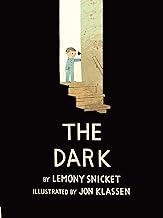 THE
DARK
BY LEMONY SNICKET
ILLUSTRATED BY JON KLASSEN